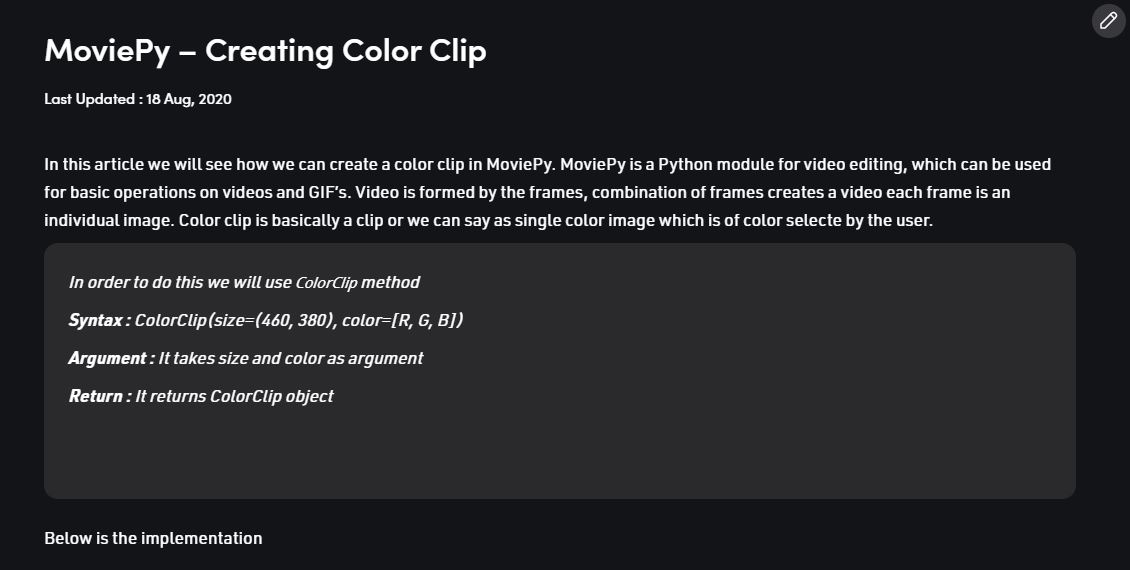 MoviePy – Creating Color Clip
Last Updated : 18 Aug, 2020
In this article we will see how we can create a color clip in MoviePy. MoviePy is a Python module for video editing, which can be used
for basic operations on videos and GIF’s. Video is formed by the frames, combination of frames creates a video each frame is an
individual image. Color clip is basically a clip or we can say as single color image which is of color selecte by the user.
In order to do this we will use ColorClip method
Syntax : ColorClip(size=(460, 380), color=[R, G, B])
Argument : It takes size and color as argument
Return : It returns ColorClip object
Below is the implementation